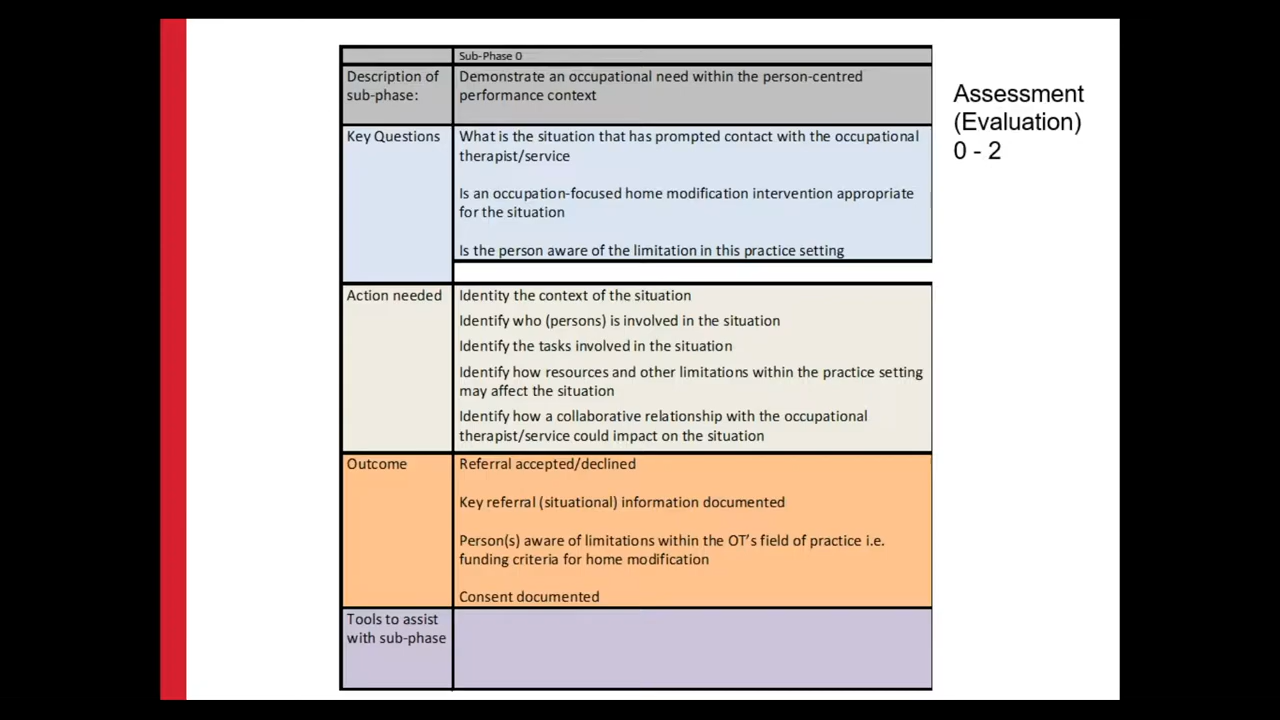 Sub-Phase 0
Description of
sub-phase:
Demonstrate an occupational need within the person-centred
performance context
Key Questions
What is the situation that has prompted contact with the occupational
therapist/service
Is an occupation-focused home modification intervention appropriate
for the situation
Is the person aware of the limitation in this practice setting
Action needed
Identity the context of the situation
Identify who (persons) is involved in the situation
Identify the tasks involved in the situation
Identify how resources and other limitations within the practice setting
may affect the situation
Identify how a collaborative relationship with the occupational
therapist/service could impact on the situation
Outcome
Referral accepted/declined
Key referral (situational) information documented
Person(s) aware of limitations within the OT’s field of practice i.e.
funding criteria for home modification
Consent documented
Tools to assist
with sub-phase
Assessment
(Evaluation)
0 - 2